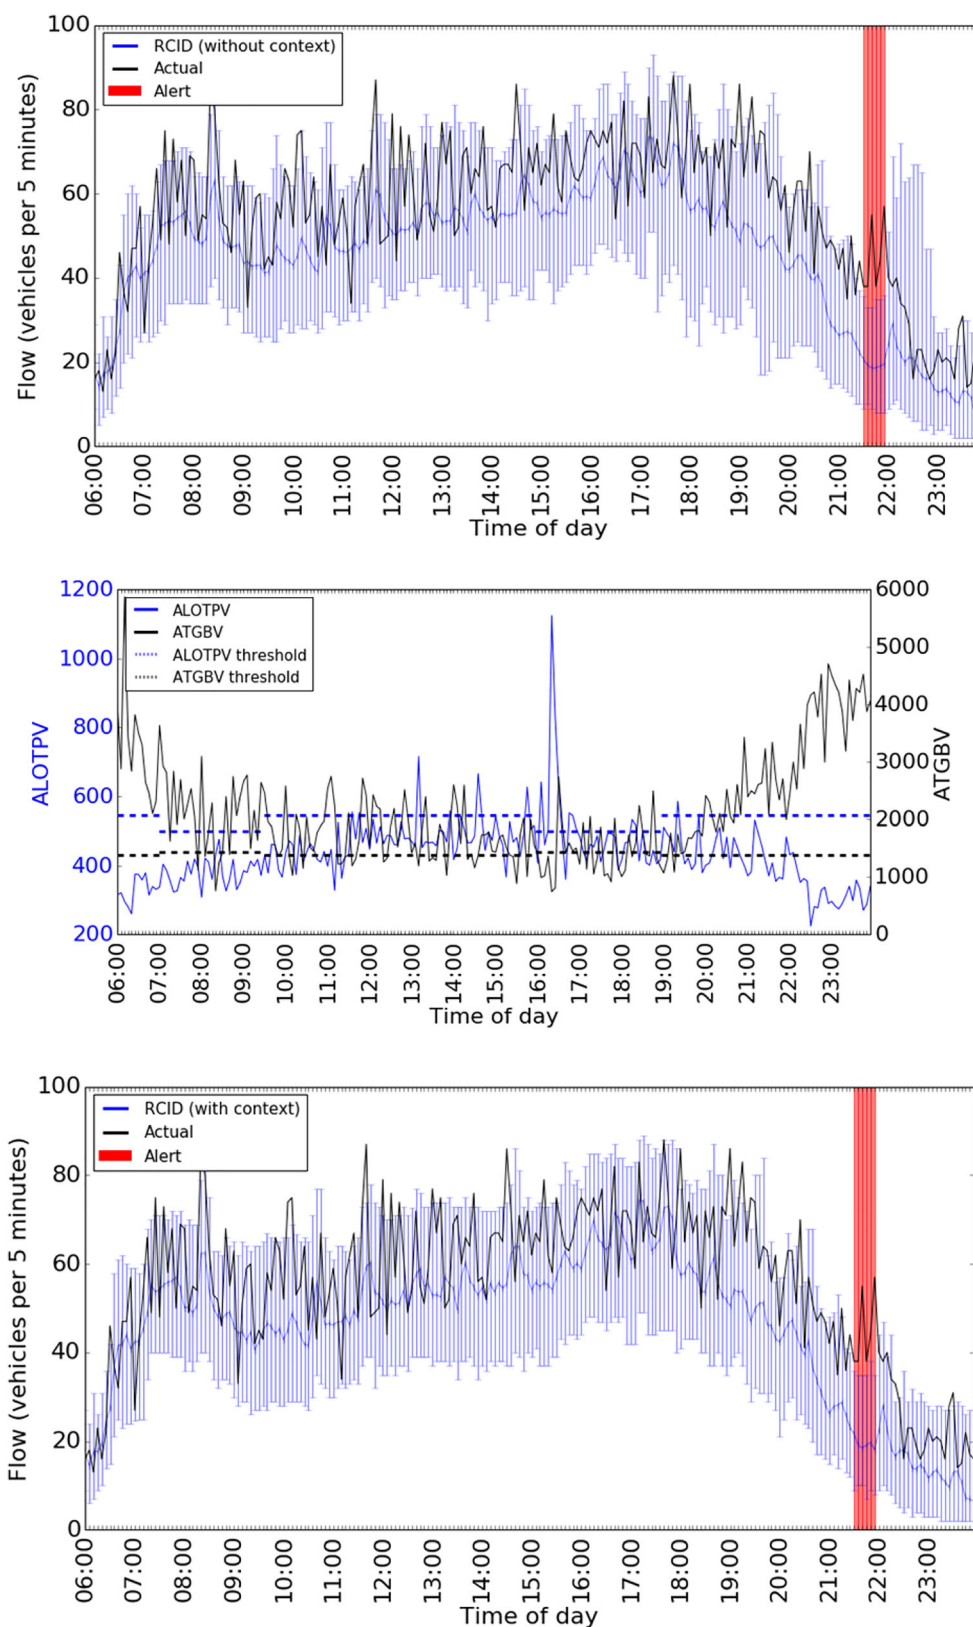 100
80
60
40
20
0
Flow (vehicles per 5 minutes)
RCID (without context)
Actual
Alert
06:00 07:00 08:00 09:00 10:00 11:00 12:00 13:00 14:00 15:00 16:00 17:00 18:00 19:00 20:00 21:00 22:00 23:00
Time of day
1200
1000
800
600
400
200
ALOTPV
ALOTPV
ATGBV
ALOTPV threshold
ATGBV threshold
6000
5000
4000
3000
2000
1000
0
ATGBV
06:00 07:00 08:00 09:00 10:00 11:00 12:00 13:00 14:00 15:00 16:00 17:00 18:00 19:00 20:00 21:00 22:00 23:00
Time of day
100
80
60
40
20
0
Flow (vehicles per 5 minutes)
RCID (with context)
Actual
Alert
06:00 07:00 08:00 09:00 10:00 11:00 12:00 13:00 14:00 15:00 16:00 17:00 18:00 19:00 20:00 21:00 22:00 23:00
Time of day